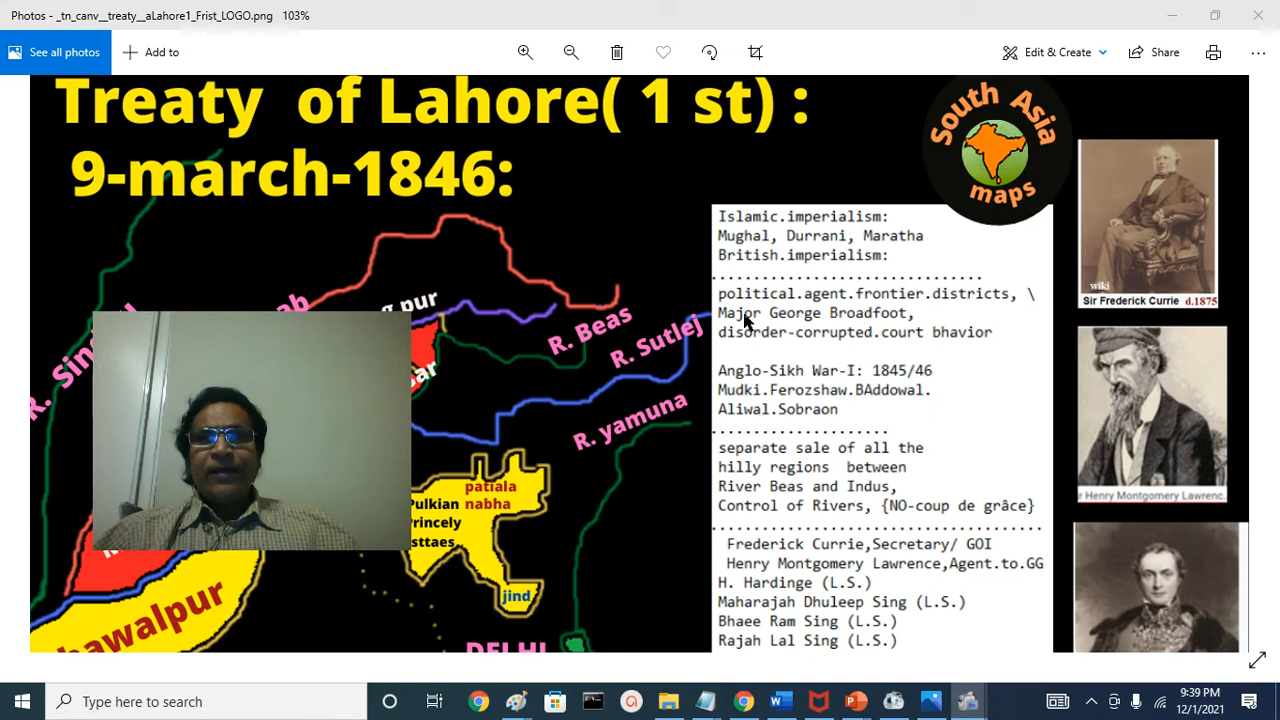 Photos - _tn_canv__treaty__aLahore1_Frist_LOGO.png 103%
See all photos
Add to
Edit & Create
Share
Treaty of Lahore( 1 st) :
9-march-1846:
South Asia
maps
Islamic.imperialism:
Mughal, Durrani, Maratha
British.imperialism:
................................
political.agent.frontier.districts, \
Major George Broadfoot,
disorder-corrupted.court bhavior
Anglo-Sikh War-I: 1845/46
Mudki.Ferozshaw.BAddowal.
Aliwal.Sobraon
.....................
separate sale of all the
hilly regions between
River Beas and Indus,
Control of Rivers, {NO-coup de grâce}
.......................................
Frederick Currie,Secretary/ GOI
Henry Montgomery Lawrence,Agent.to.GG
H. Hardinge (L.S.)
Maharajah Dhuleep Sing (L.S.)
Bhaee Ram Sing (L.S.)
Rajah Lal Sing (L.S.)
wiki
Sir Frederick Currie d.1875
r Henry Montgomery Lawrenc.
R. Beas
R. Sutlej
R. yamuna
g pur
ab
ar
R.
patiala
nabha
Pulkian
Princely
sttaes
jind
awalpur
DELHI
Type here to search
9:39 PM
12/1/2021